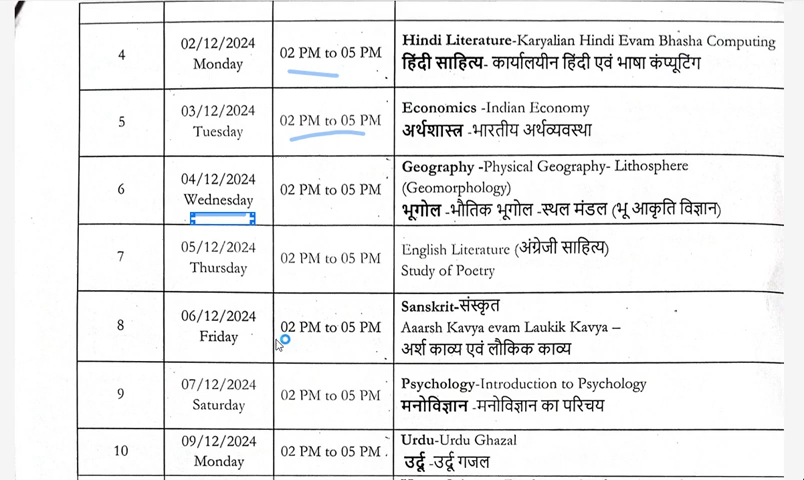 4
02/12/2024
Monday
02 PM to 05 PM
Hindi Literature-Karyalian Hindi Evam Bhasha Computing
हिंदी साहित्य- कार्यालयीन हिंदी एवं भाषा कंप्यूटिंग
5
03/12/2024
Tuesday
02 PM to 05 PM
Economics -Indian Economy
अर्थशास्त्र -भारतीय अर्थव्यवस्था
6
04/12/2024
Wednesday
02 PM to 05 PM
Geography -Physical Geography- Lithosphere
(Geomorphology)
भूगोल -भौतिक भूगोल -स्थल मंडल (भू आकृति विज्ञान)
7
05/12/2024
Thursday
02 PM to 05 PM
English Literature (अंग्रेजी साहित्य)
Study of Poetry
8
06/12/2024
Friday
02 PM to 05 PM
Sanskrit-संस्कृत
Aaarsh Kavya evam Laukik Kavya –
अर्श काव्य एवं लौकिक काव्य
9
07/12/2024
Saturday
02 PM to 05 PM
Psychology-Introduction to Psychology
मनोविज्ञान -मनोविज्ञान का परिचय
10
09/12/2024
Monday
02 PM to 05 PM
Urdu-Urdu Ghazal
उर्दू -उर्दू गजल